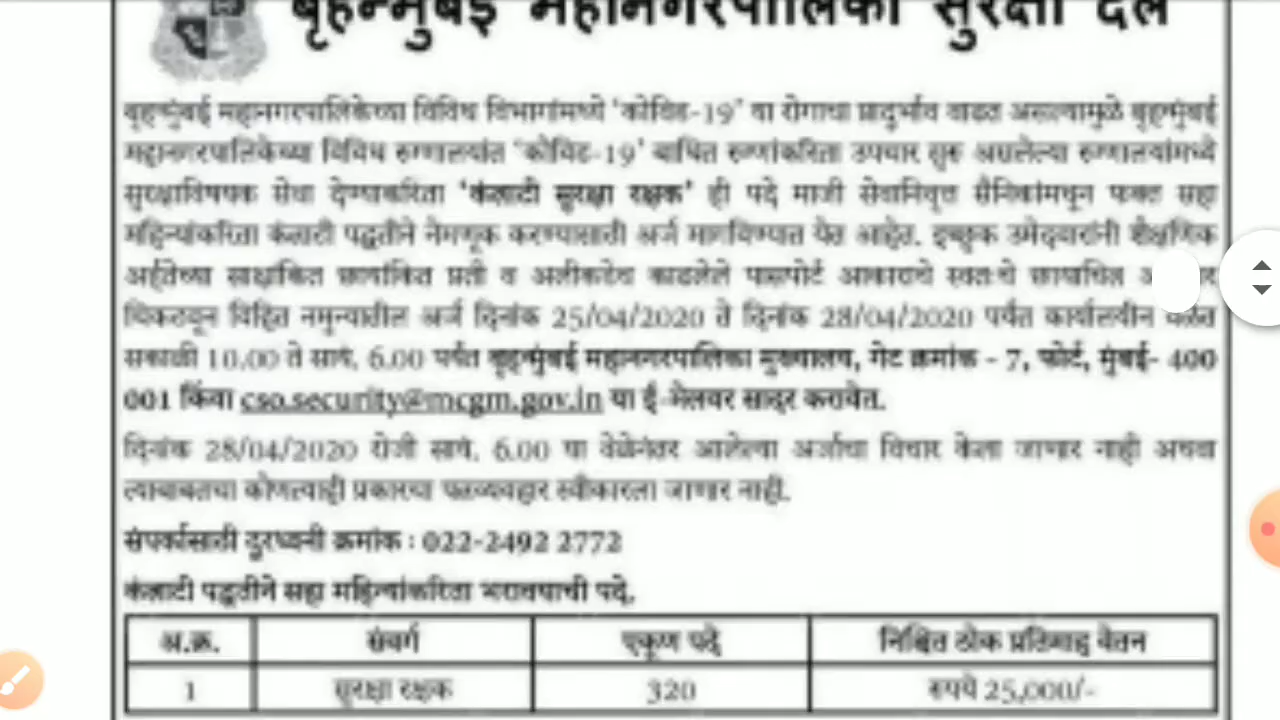 बृहन्मुंबई महानगरपालिका सुरक्षा दल
बृहन्मुंबई महानगरपालिकेच्या विविध विभागांमध्ये 'कोविड-19' या रोगाचा प्रादुर्भाव वाढत असल्यामुळे बृहन्मुंबई
महानगरपालिकेच्या विविध रुग्णालयांत 'कोविड-19' बाधित रुग्णांकरिता उपचार सुरु असलेल्या रुग्णालयांमध्ये
सुरक्षाविषयक सेवा देण्याकरिता 'कंत्राटी सुरक्षा रक्षक' ही पदे माजी सेवानिवृत्त सैनिकांमधून फक्त सहा
महिन्यांकरिता कंत्राटी पद्धतीने नेमणूक करण्यासाठी अर्ज मागविण्यात येत आहेत. इच्छुक उमेदवारांनी शैक्षणिक
अर्हतेच्या साक्षांकित छायांकित प्रती व अलीकडेच काढलेले पासपोर्ट आकाराचे स्वतःचे छायाचित्र
चिकटवून विहित नमुन्यातील अर्ज दिनांक 25/04/2020 ते दिनांक 28/04/2020 पर्यंत कार्यालयीन वेळेत
सकाळी 10.00 ते सायं. 6.00 पर्यंत बृहन्मुंबई महानगरपालिका मुख्यालय, गेट क्रमांक - 7, फोर्ट, मुंबई- 400
001 किंवा cso.security@mcgm.gov.in या ई-मेलवर सादर करावेत.
दिनांक 28/04/2020 रोजी सायं. 6.00 या वेळेनंतर आलेल्या अर्जाचा विचार केला जाणार नाही अथवा
त्याबाबतचा कोणत्याही प्रकारचा पत्रव्यवहार स्वीकारला जाणार नाही.
संपर्कासाठी दुरध्वनी क्रमांक : 022-2492 2772
कंत्राटी पद्धतीने सहा महिन्यांकरिता भरावयाची पदे.
अ.क्र. संवर्ग एकूण पदे निश्चित ठोक प्रतिमाह वेतन
1 सुरक्षा रक्षक 320 रुपये 25,000/-